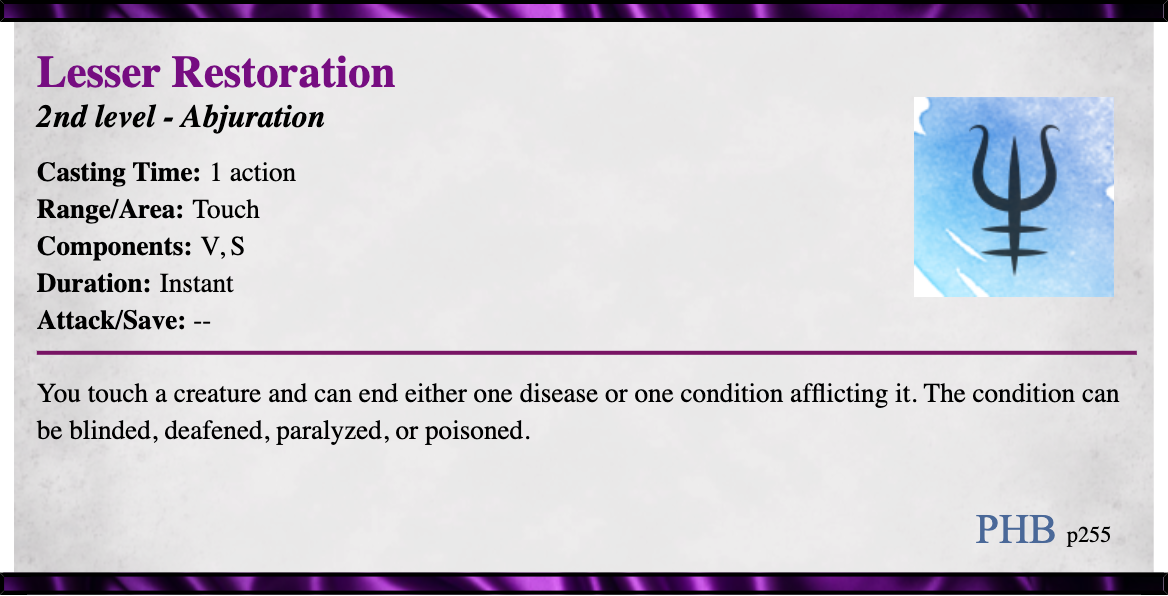 Lesser Restoration
2nd level - Abjuration
Casting Time: 1 action
Range/Area: Touch
Components: V, S
Duration: Instant
Attack/Save: --
You touch a creature and can end either one disease or one condition afflicting it. The condition can
be blinded, deafened, paralyzed, or poisoned.
PHB p255